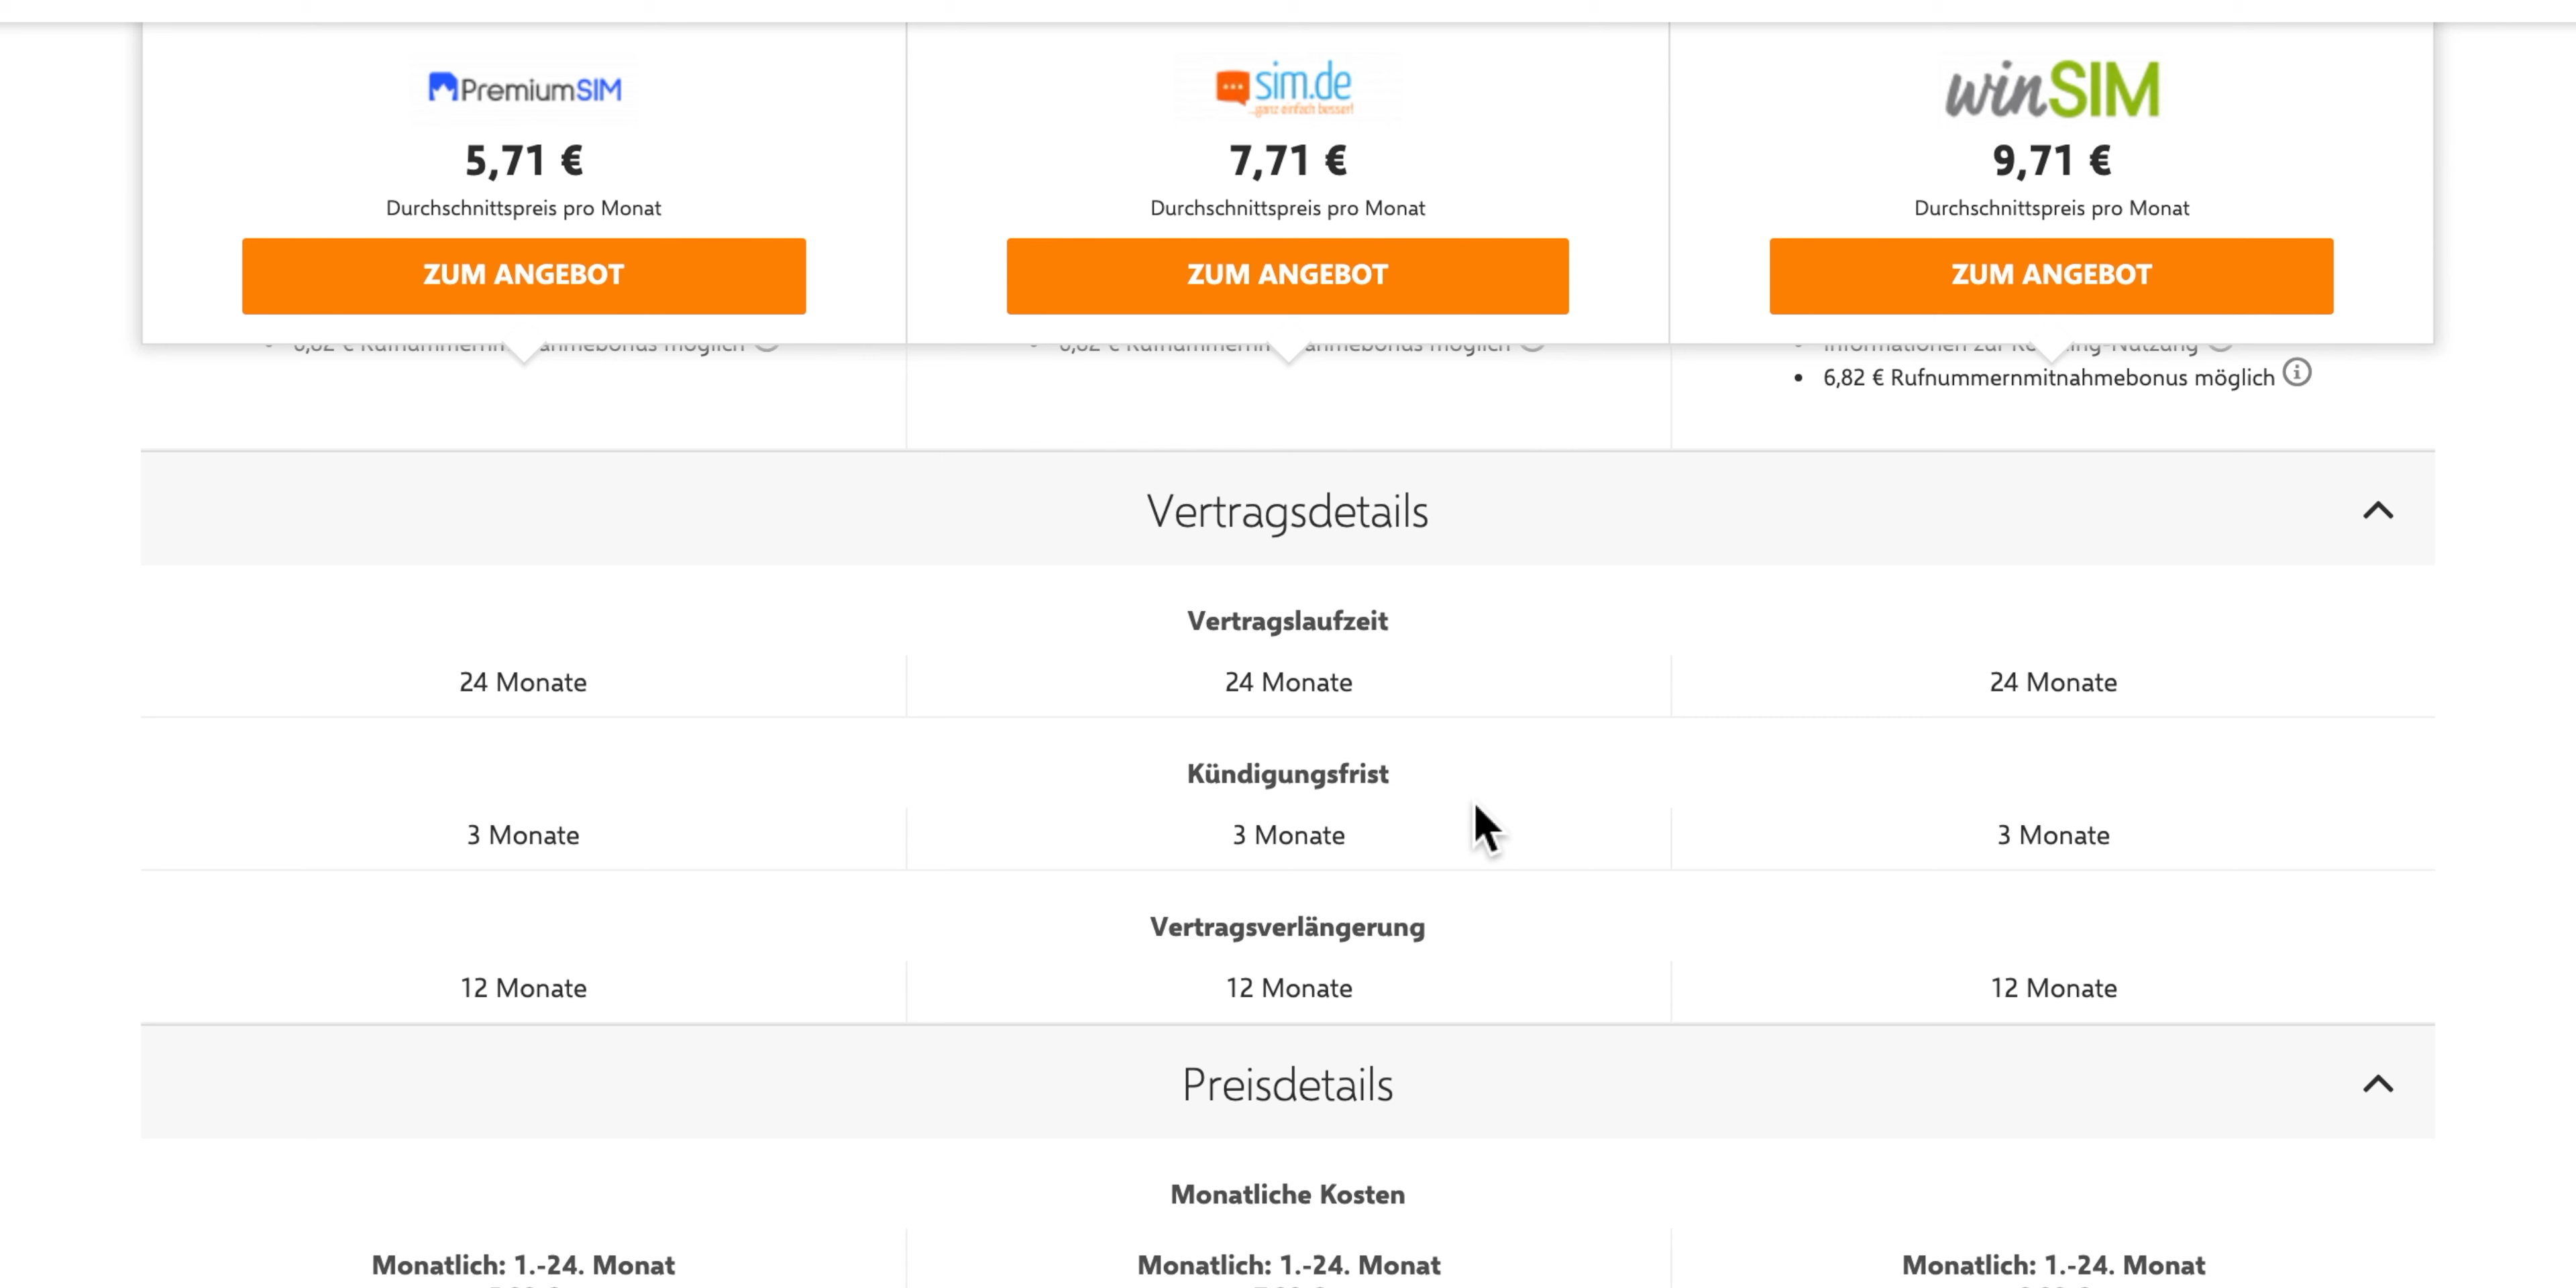 PremiumSIM
sim.de
...ganz einfach besser!
winSIM
5,71 €
7,71 €
9,71 €
Durchschnittspreis pro Monat
Durchschnittspreis pro Monat
Durchschnittspreis pro Monat
ZUM ANGEBOT
ZUM ANGEBOT
ZUM ANGEBOT
6,82 € Rufnummernmitnahmebonus möglich
Vertragsdetails
Vertragslaufzeit
24 Monate
24 Monate
24 Monate
Kündigungsfrist
3 Monate
3 Monate
3 Monate
Vertragsverlängerung
12 Monate
12 Monate
12 Monate
Preisdetails
Monatliche Kosten
Monatlich: 1.-24. Monat
Monatlich: 1.-24. Monat
Monatlich: 1.-24. Monat